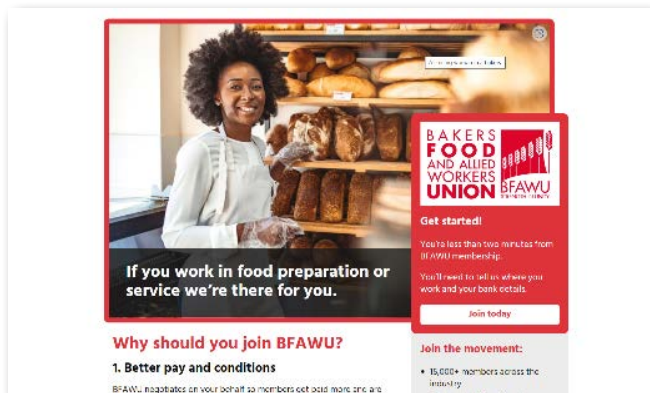 If you work in food preparation or
service we're there for you.
BAKERS
FOOD
AND ALLIED
WORKERS
UNION
BFAWU
Get started!
You're less than two minutes from
BFAWU membership.
You'll need to tell us where you
work and your bank details.
Join today
Why should you join BFAWU?
1. Better pay and conditions
BFAWU negotiates on your behalf so members get paid more and are
Join the movement:
• 15,000+ members across the
industry